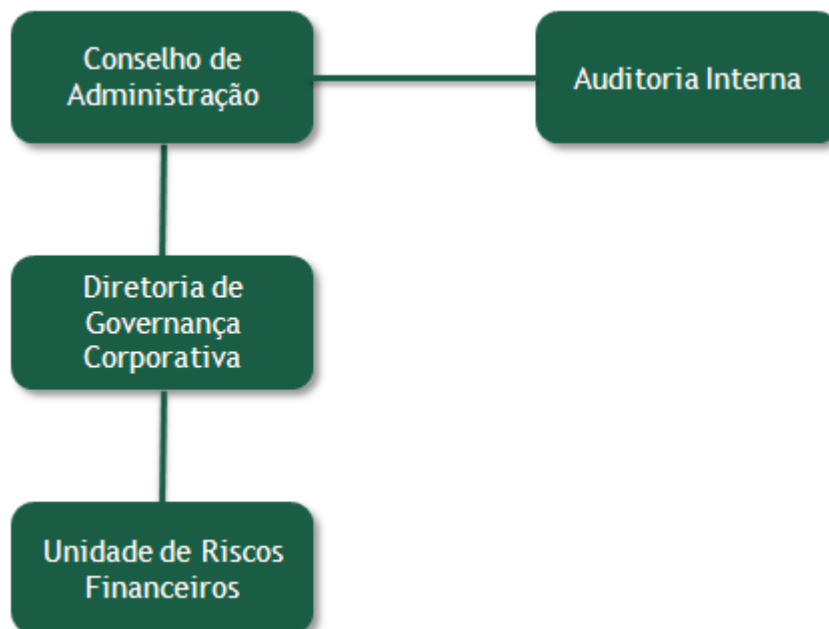 Conselho de
Administração
Auditoria Interna
Diretoria de
Governança
Corporativa
Unidade de Riscos
Financeiros